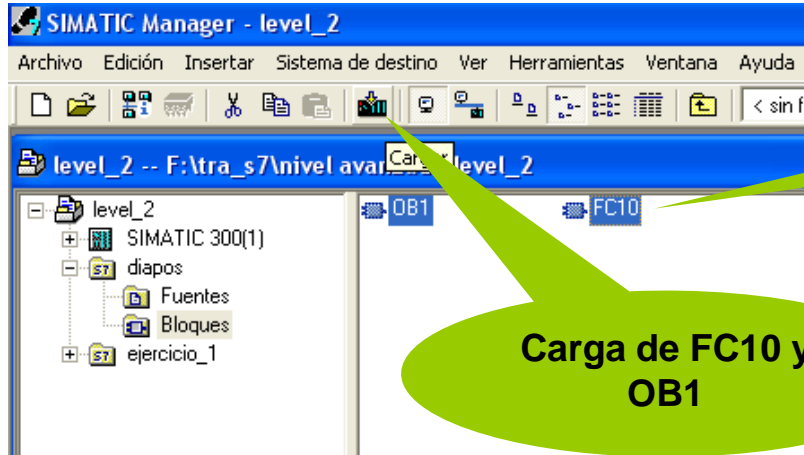 SIMATIC Manager - level_2
Archivo Edición Insertar Sistema de destino Ver Herramientas Ventana Ayuda
< sin f
level_2 -- F:\tra_s7\nivel avan level_2
Cargar
level_2
OB1 FC10
SIMATIC 300(1)
diapos
Fuentes
Bloques
ejercicio_1
Carga de FC10 y
OB1